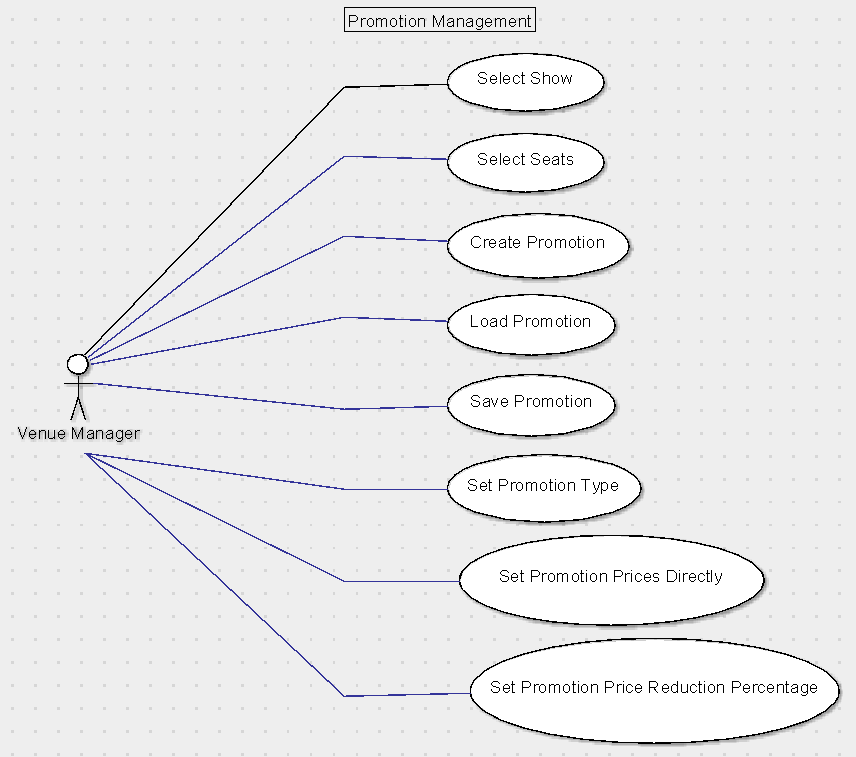 Promotion Management
Select Show
Select Seats
Create Promotion
Load Promotion
Save Promotion
Venue Manager
Set Promotion Type
Set Promotion Prices Directly
Set Promotion Price Reduction Percentage